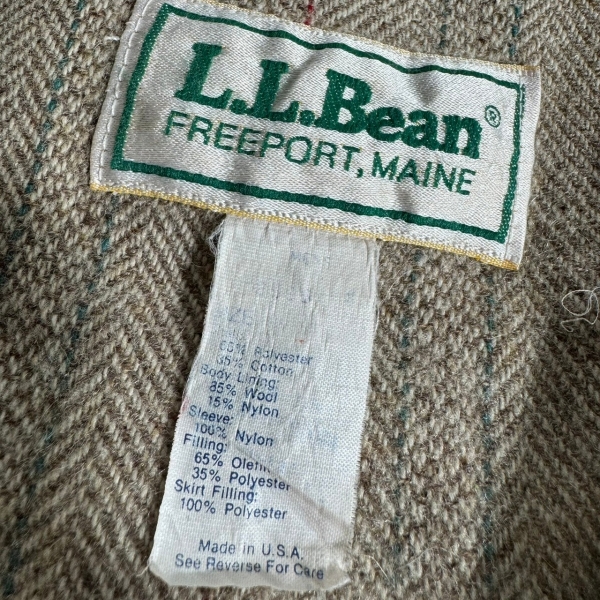 L.L.Bean®
FREEPORT, MAINE
65% Polyester
35% Cotton
Body Lining:
85% Wool
15% Nylon
Sleeve:
100% Nylon
Filling:
65% Olefin
35% Polyester
Skirt Filling:
100% Polyester
Made in U.S.A.
See Reverse For Care